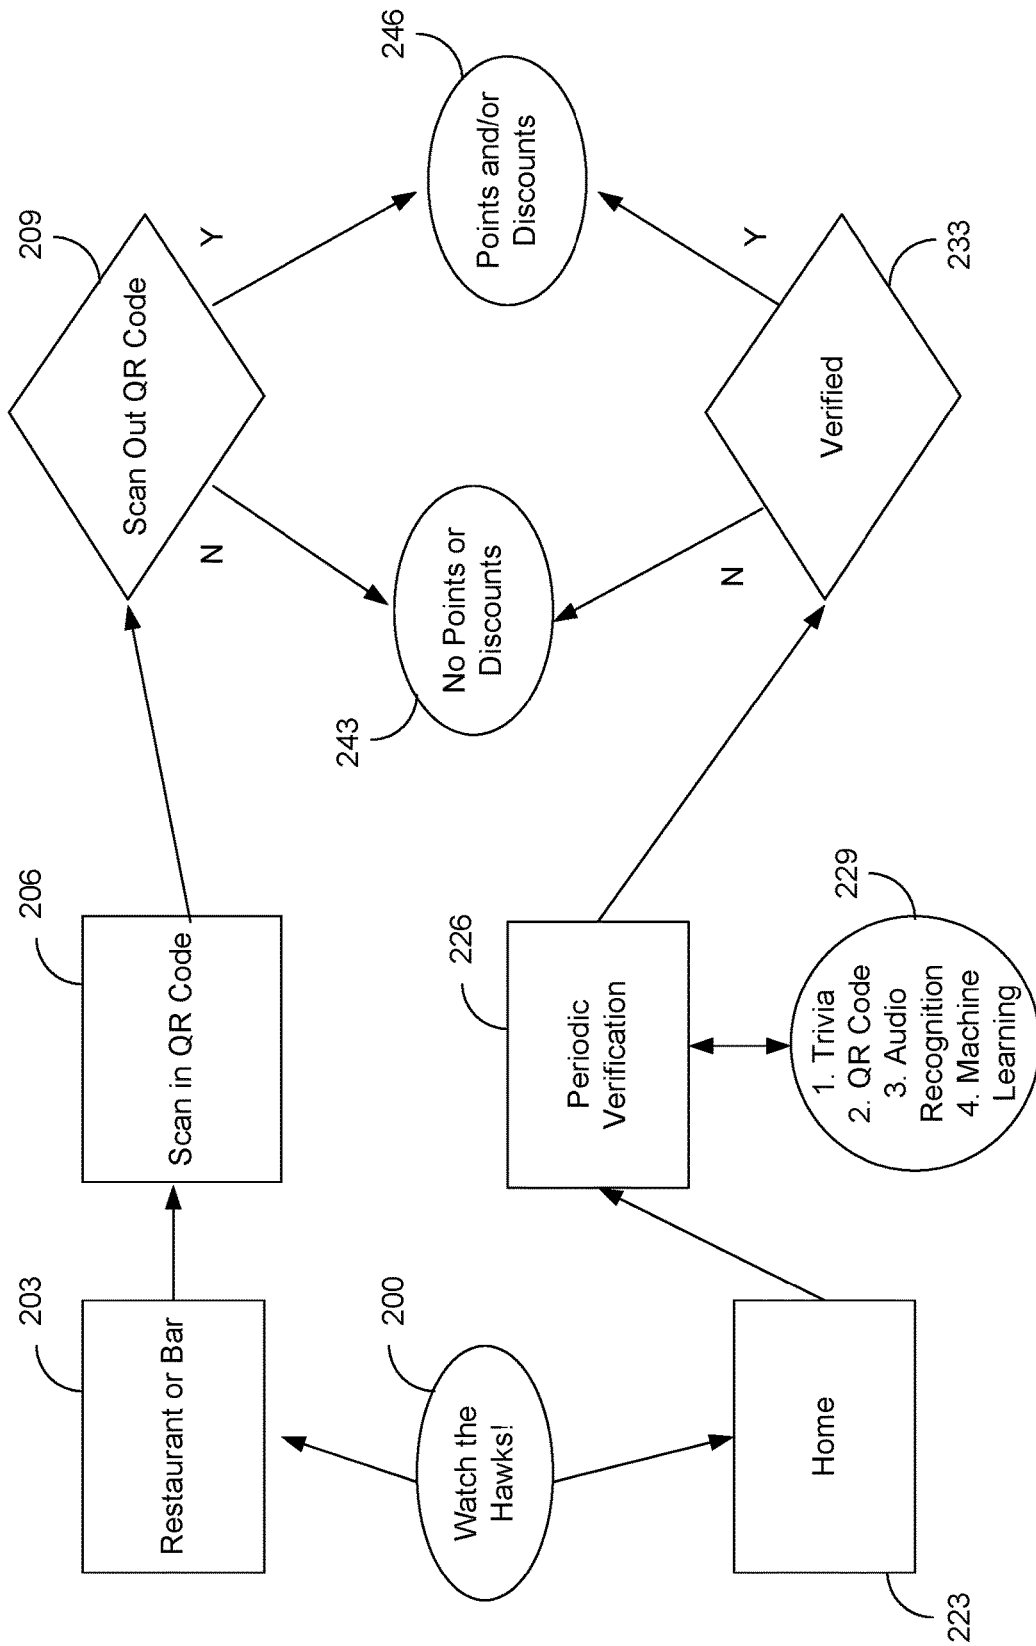 203
Restaurant or Bar
206
Scan in QR Code
209
Scan Out QR Code
N
Y
200
Watch the
Hawks!
243
No Points or
Discounts
246
Points and/or
Discounts
226
Periodic
Verification
N
Y
223
Home
229
1. Trivia
2. QR Code
3. Audio
Recognition
4. Machine
Learning
Verified
233